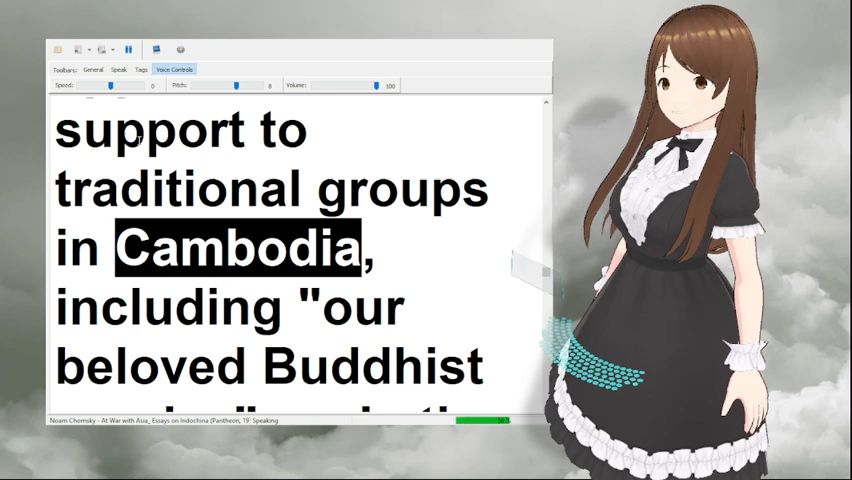 Toolbars: General Speak Tags Voice Controls
Speed: 0 Pitch: 8 Volume: 100
support to
traditional groups
in Cambodia,
including "our
beloved Buddhist
Noam Chomsky - At War with Asia_ Essays on Indochina (Pantheon, 19 Speaking